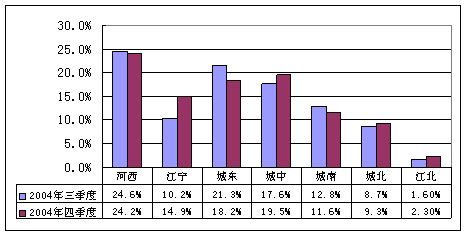 30.0%
25.0%
20.0%
15.0%
10.0%
5.0%
0.0%
河西 江宁 城东 城中 城南 城北 江北
2004年三季度 24.6% 10.2% 21.3% 17.6% 12.8% 8.7% 1.60%
2004年四季度 24.2% 14.9% 18.2% 19.5% 11.6% 9.3% 2.30%